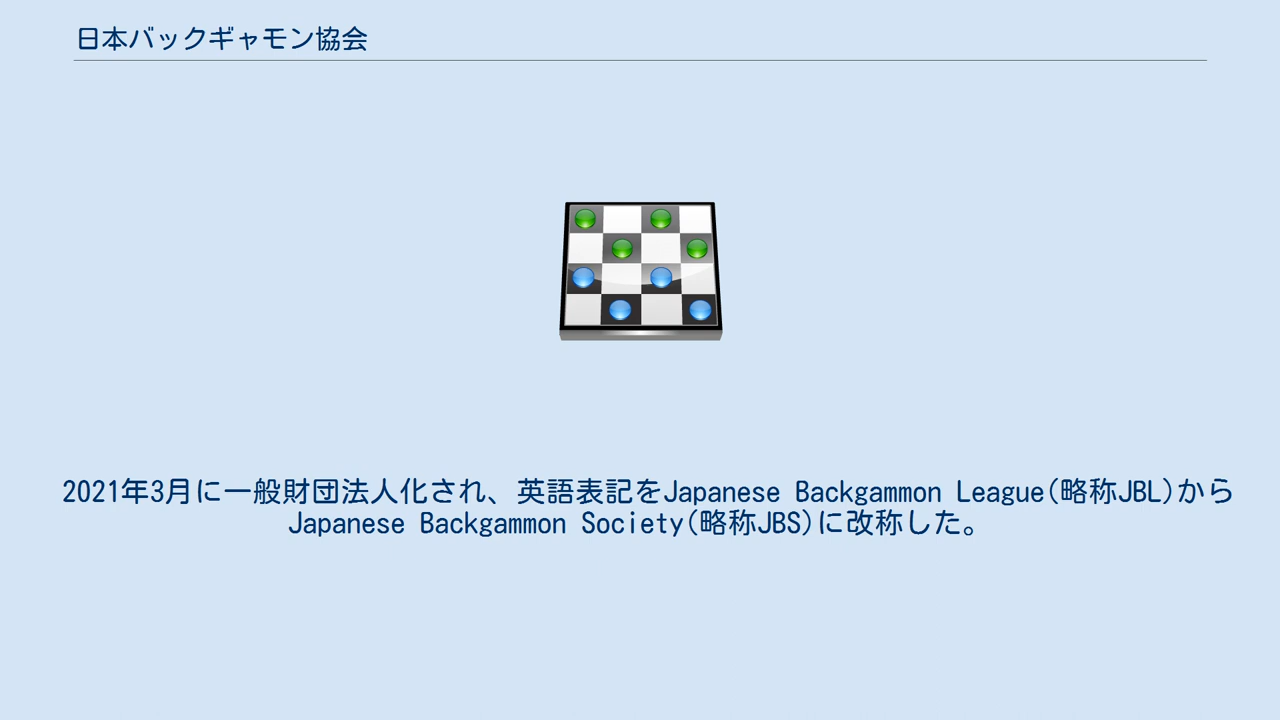 日本バックギャモン協会
2021年3月に一般財団法人化され、英語表記をJapanese Backgammon League(略称JBL)から
Japanese Backgammon Society(略称JBS)に改称した。